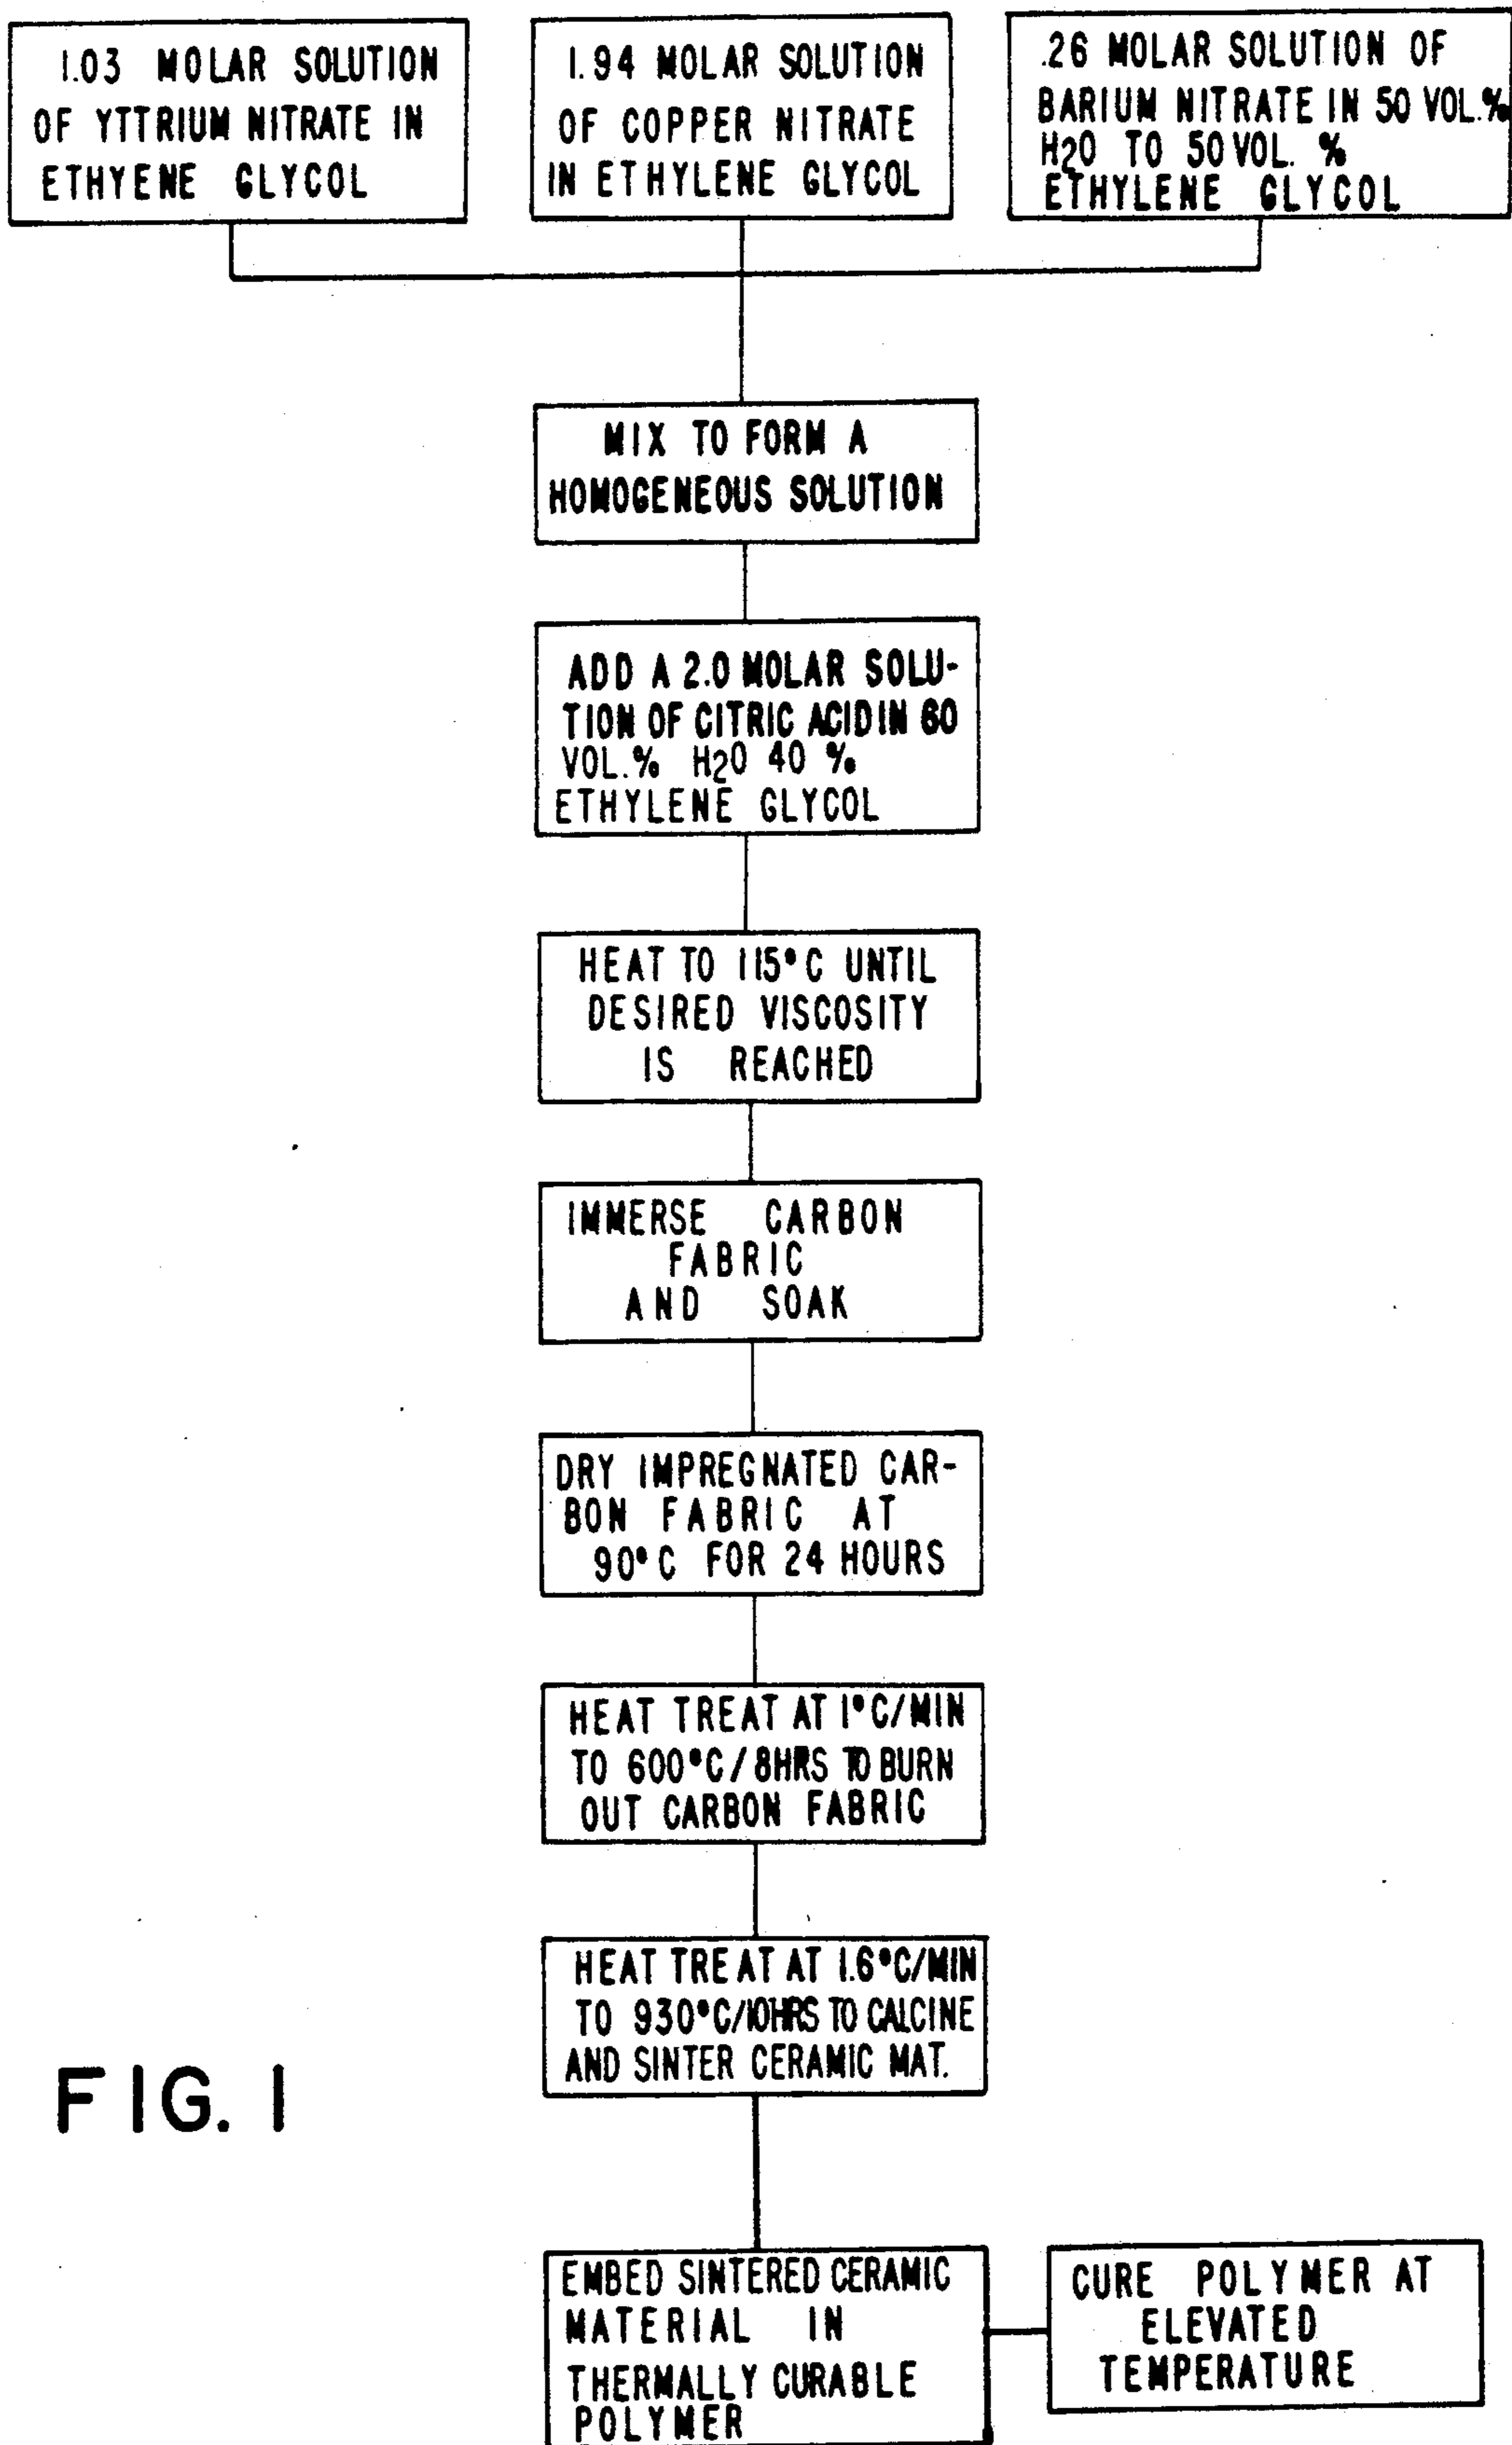 1.03 MOLAR SOLUTION
OF YTTRIUM NITRATE IN
ETHYENE GLYCOL
1.94 MOLAR SOLUTION
OF COPPER NITRATE
IN ETHYLENE GLYCOL
.26 MOLAR SOLUTION OF
BARIUM NITRATE IN 50 VOL.%
H2O TO 50 VOL. %
ETHYLENE GLYCOL
MIX TO FORM A
HOMOGENEOUS SOLUTION
ADD A 2.0 MOLAR SOLU-
TION OF CITRIC ACID IN 60
VOL.% H2O 40 %
ETHYLENE GLYCOL
HEAT TO 115°C UNTIL
DESIRED VISCOSITY
IS REACHED
IMMERSE CARBON
FABRIC
AND SOAK
DRY IMPREGNATED CAR-
BON FABRIC AT
90°C FOR 24 HOURS
HEAT TREAT AT 1°C/MIN
TO 600°C/8HRS TO BURN
OUT CARBON FABRIC
HEAT TREAT AT 1.6°C/MIN
TO 930°C/10HRS TO CALCINE
AND SINTER CERAMIC MAT.
EMBED SINTERED CERAMIC
MATERIAL IN
THERMALLY CURABLE
POLYMER
CURE POLYMER AT
ELEVATED
TEMPERATURE
FIG. 1